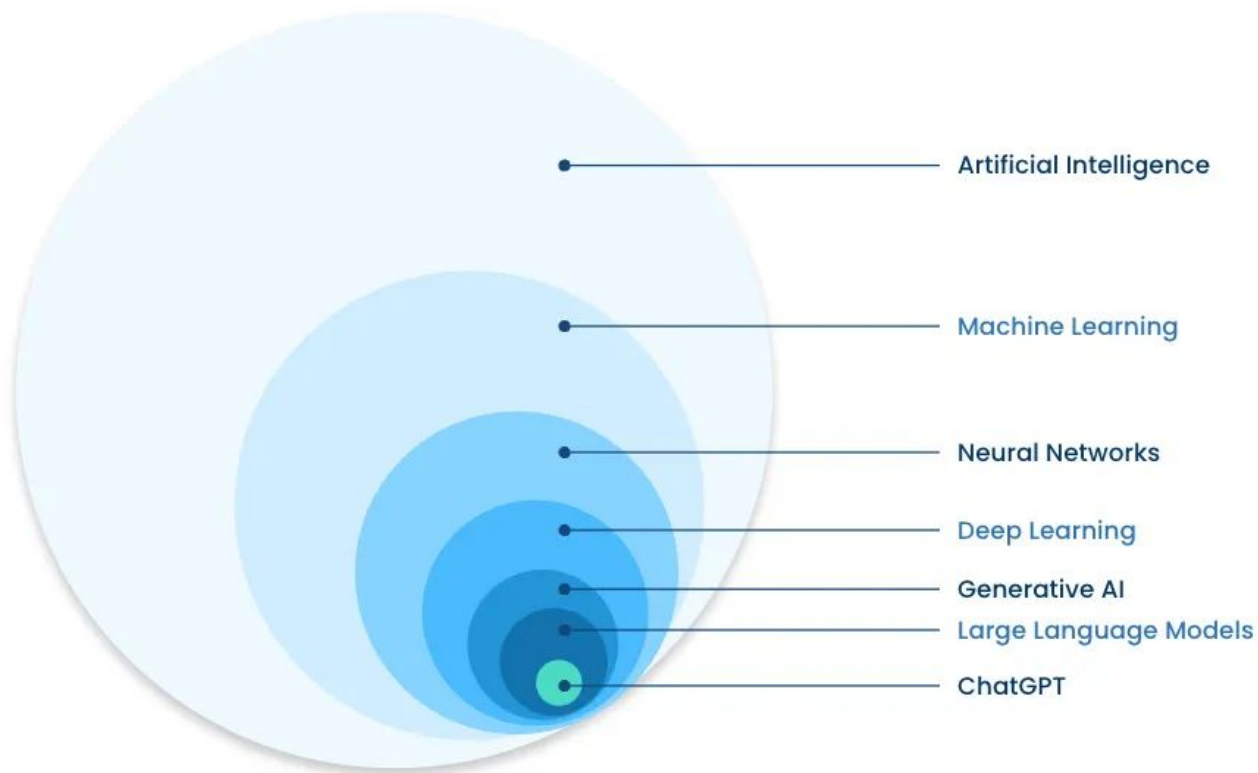 Artificial Intelligence
Machine Learning
Neural Networks
Deep Learning
Generative AI
Large Language Models
ChatGPT